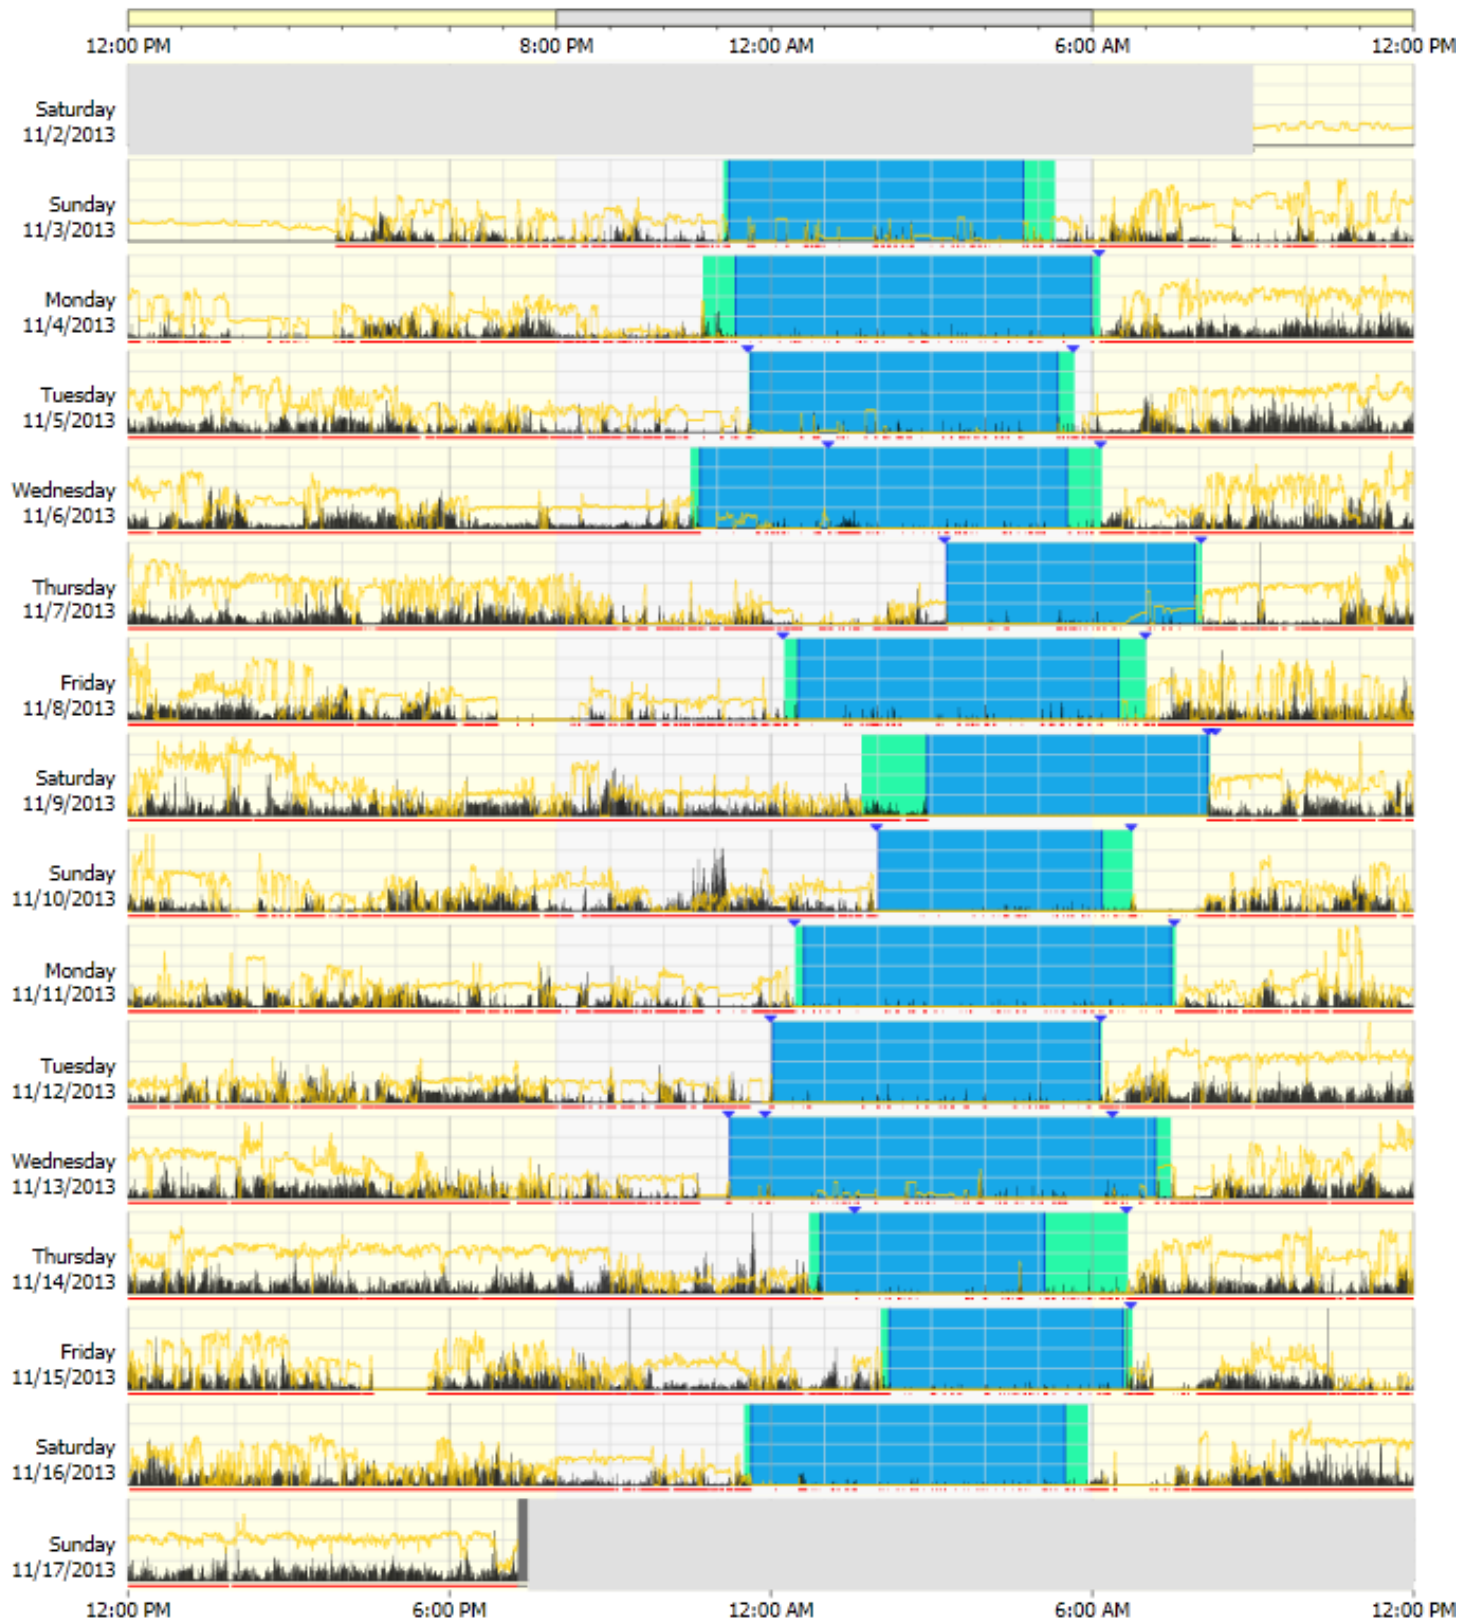 12:00 PM 8:00 PM 12:00 AM 6:00 AM 12:00 PM
Saturday
11/2/2013
Sunday
11/3/2013
Monday
11/4/2013
Tuesday
11/5/2013
Wednesday
11/6/2013
Thursday
11/7/2013
Friday
11/8/2013
Saturday
11/9/2013
Sunday
11/10/2013
Monday
11/11/2013
Tuesday
11/12/2013
Wednesday
11/13/2013
Thursday
11/14/2013
Friday
11/15/2013
Saturday
11/16/2013
Sunday
11/17/2013
12:00 PM 6:00 PM 12:00 AM 6:00 AM 12:00 PM